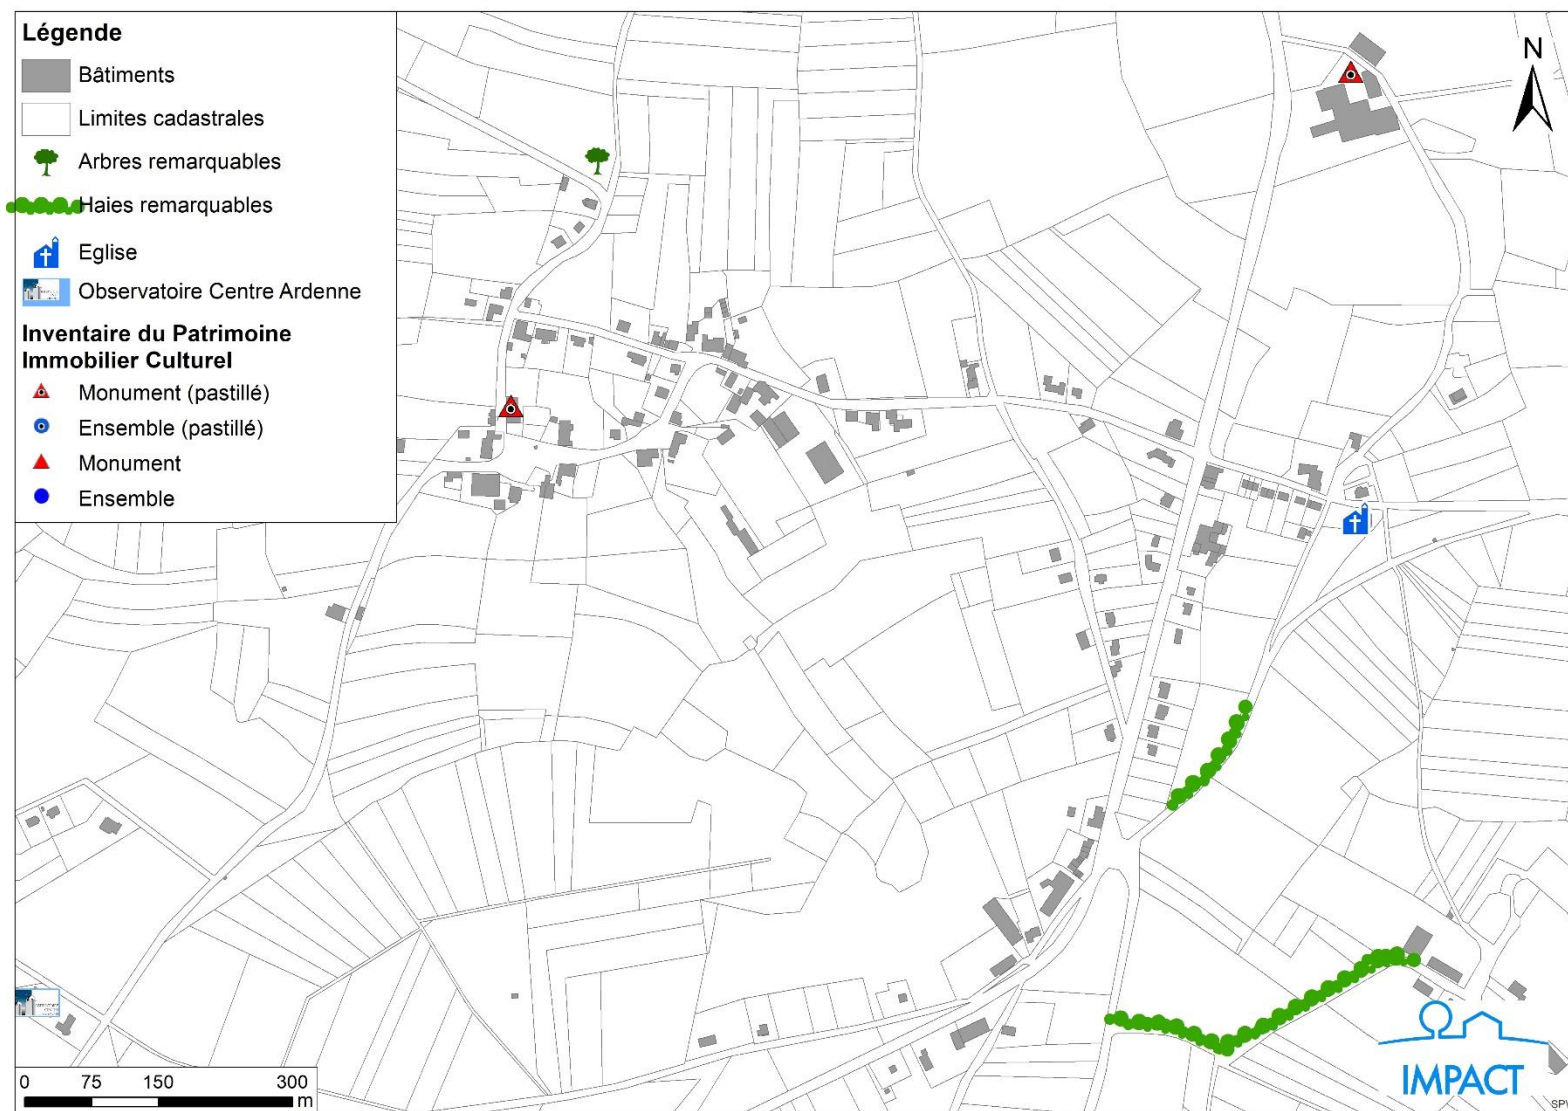 Légende
Bâtiments
Limites cadastrales
Arbres remarquables
Haies remarquables
Eglise
Observatoire Centre Ardenne
Inventaire du Patrimoine
Immobilier Culturel
Monument (pastillé)
Ensemble (pastillé)
Monument
Ensemble
N
0 75 150 300
m
IMPACT